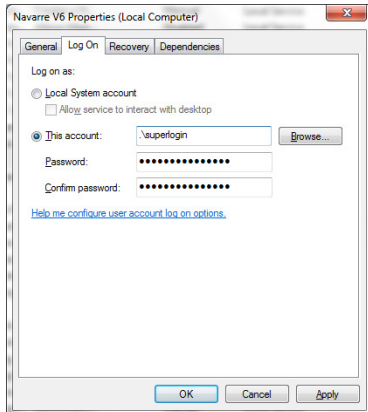 Navarre V6 Properties (Local Computer)
General Log On Recovery Dependencies
Log on as:
Local System account
Allow service to interact with desktop
This account: .\superlogin Browse...
Password: •••••••••••••••
Confirm password: •••••••••••••••
Help me configure user account log on options.
OK Cancel Apply